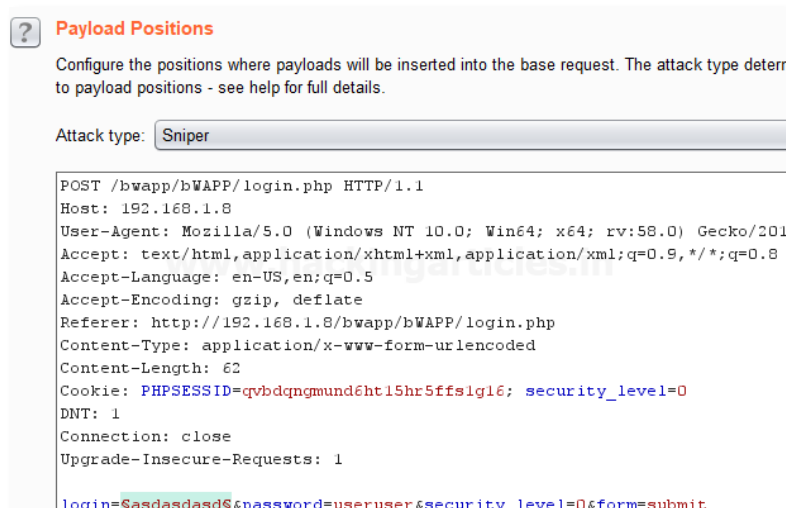 ?
Payload Positions
Configure the positions where payloads will be inserted into the base request. The attack type deterr
to payload positions - see help for full details.
Attack type: Sniper
POST /bwapp/bWAPP/login.php HTTP/1.1
Host: 192.168.1.8
User-Agent: Mozilla/5.0 (Windows NT 10.0; Win64; x64; rv:58.0) Gecko/201
Accept: text/html,application/xhtml+xml,application/xml;q=0.9,*/*;q=0.8
www.hackingarticles.in
Accept-Language: en-US,en;q=0.5
Accept-Encoding: gzip, deflate
Referer: http://192.168.1.8/bwapp/bWAPP/login.php
Content-Type: application/x-www-form-urlencoded
Content-Length: 62
Cookie: PHPSESSID=qvbdqngmund6ht15hr5ffs1g16; security_level=0
DNT: 1
Connection: close
Upgrade-Insecure-Requests: 1
login=§asdasdasd§&password=useruser&security_level=0&form=submit